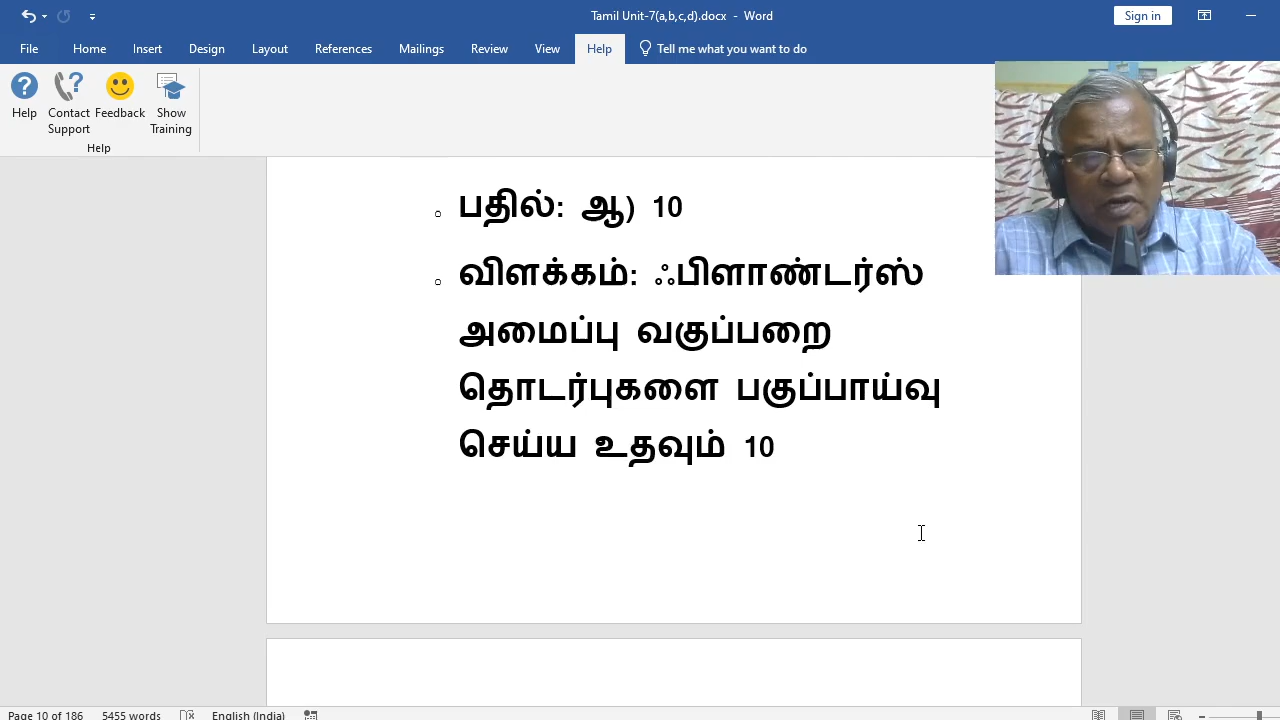 Tamil Unit-7(a,b,c,d).docx - Word
Sign in
File Home Insert Design Layout References Mailings Review View Help Tell me what you want to do
Help Contact Support Feedback Show Training
Help
பதில்: ஆ) 10
விளக்கம்: ஃபிளாண்டர்ஸ்
அமைப்பு வகுப்பறை
தொடர்புகளை பகுப்பாய்வு
செய்ய உதவும் 10
Page 10 of 186 5455 words English (India)